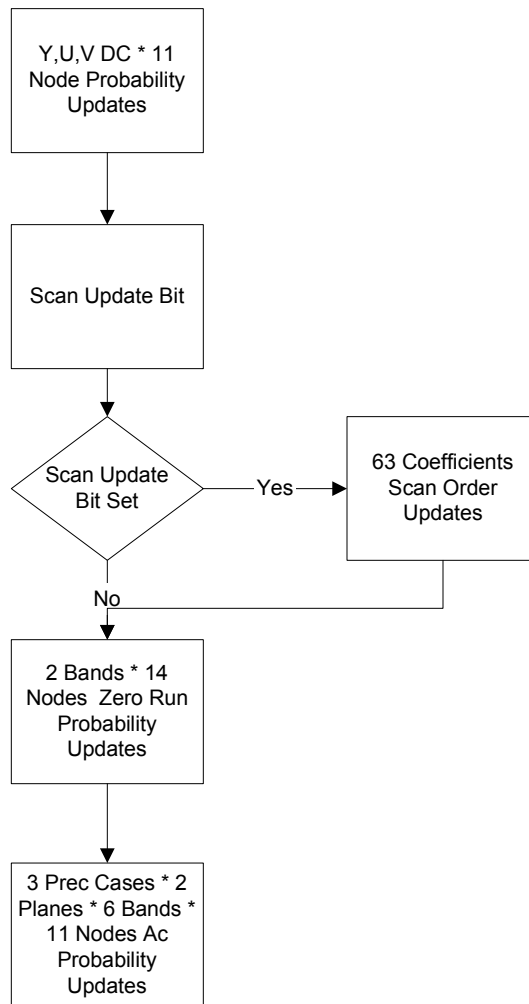 Y,U,V DC * 11
Node Probability
Updates
Scan Update Bit
Scan Update
Bit Set
Yes
63 Coefficients
Scan Order
Updates
No
2 Bands * 14
Nodes  Zero Run
Probability
Updates
3 Prec Cases * 2
Planes * 6 Bands *
11 Nodes Ac
Probability
Updates